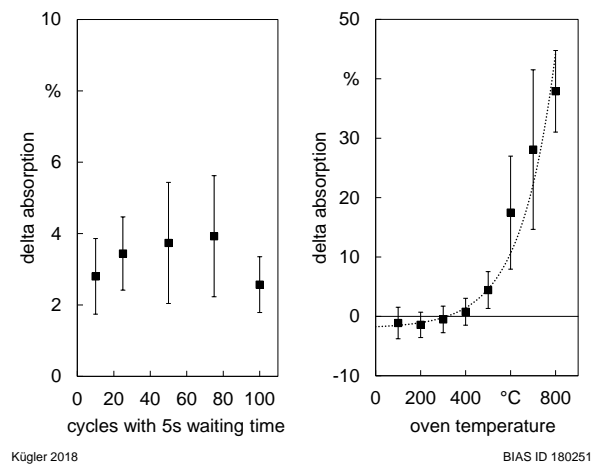 10
%
6
4
2
0
delta absorption
0 20 40 60 80 100
cycles with 5s waiting time
50
%
30
20
10
0
-10
delta absorption
0 200 400 °C 800
oven temperature
Kügler 2018
BIAS ID 180251